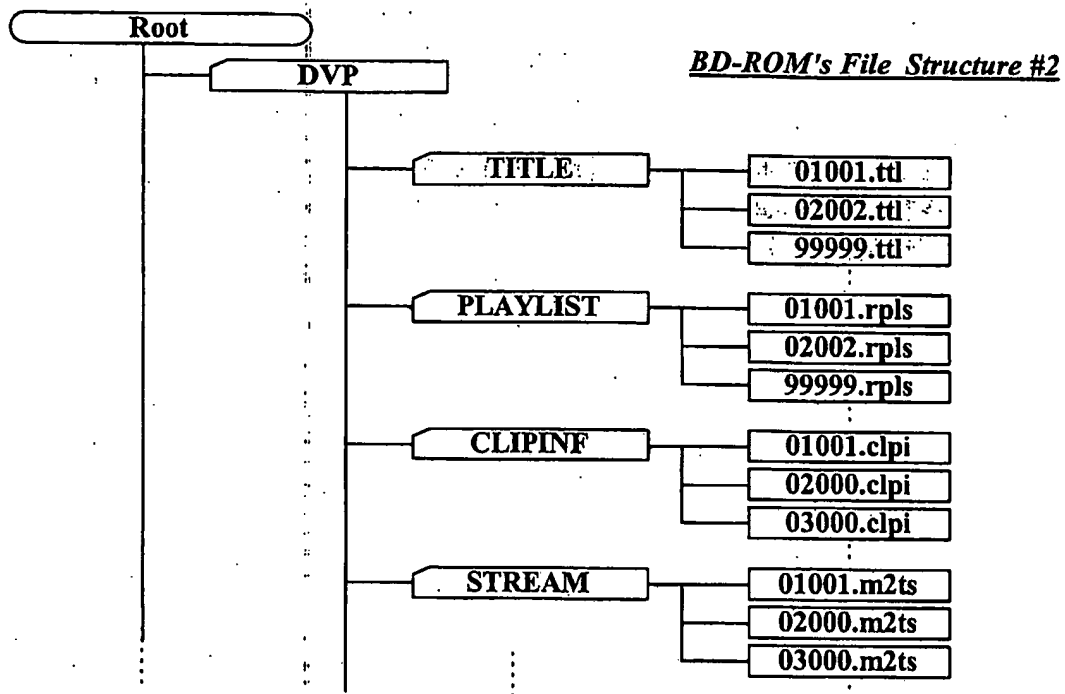 Root
BD-ROM's File Structure #2
DVP
TITLE
01001.ttl
02002.ttl
99999.ttl
PLAYLIST
01001.rpls
02002.rpls
99999.rpls
CLIPINF
01001.clpi
02000.clpi
03000.clpi
STREAM
01001.m2ts
02000.m2ts
03000.m2ts